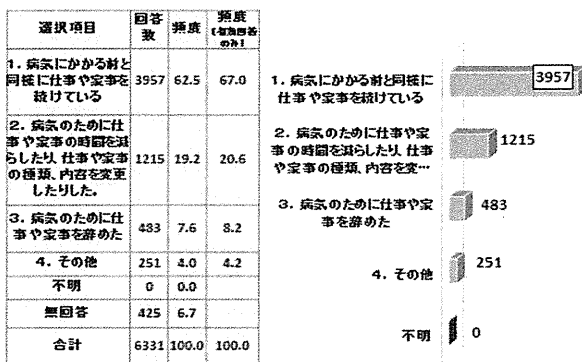 選択項目 回答数 頻度 頻度(有効回答のみ)
1. 病気にかかる前と同様に仕事や家事を続けている 3957 62.5 67.0
2. 病気のために仕事や家事の時間を減らしたり、仕事や家事の種類、内容を変更したりした。 1215 19.2 20.6
3. 病気のために仕事や家事を辞めた 483 7.6 8.2
4. その他 251 4.0 4.2
不明 0 0.0
無回答 425 6.7
合計 6331 100.0 100.0
1. 病気にかかる前と同様に
仕事や家事を続けている
3957
2. 病気のために仕事や家
事の時間を減らしたり、仕事
や家事の種類、内容を変…
1215
3. 病気のために仕事や家
事を辞めた
483
4. その他
251
不明
0